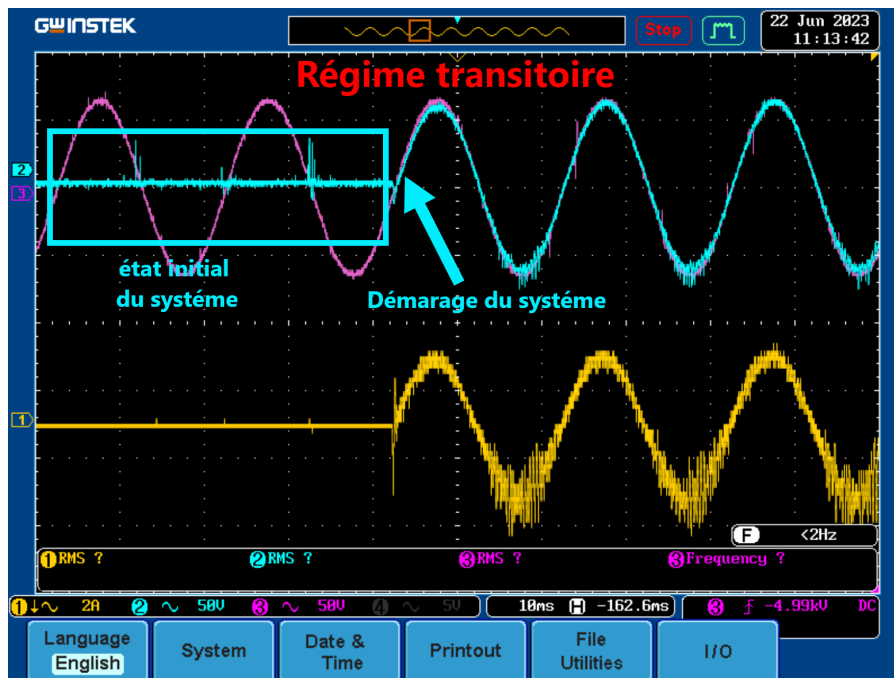 GWINSTEK
Stop
22 Jun 2023
11:13:42
Régime transitoire
2
3
état initial
du systéme
Démarage du systéme
1
F <2Hz
1 RMS ? 2 RMS ? 3 RMS ? 3 Frequency ?
1 2A 2 50V 3 50V 4 5V 10ms H -162.6ms 3 -4.99kV DC
Language
English
System
Date &
Time
Printout
File
Utilities
I/O